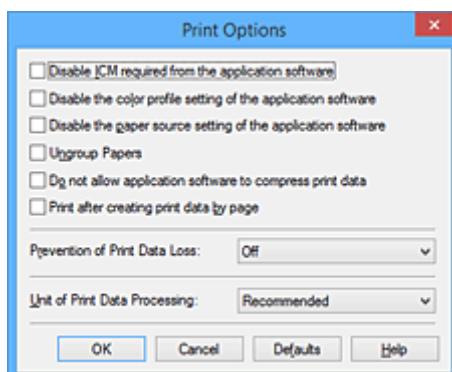 Print Options
Disable ICM required from the application software
Disable the color profile setting of the application software
Disable the paper source setting of the application software
Ungroup Papers
Do not allow application software to compress print data
Print after creating print data by page
Prevention of Print Data Loss: Off
Unit of Print Data Processing: Recommended
OK Cancel Defaults Help